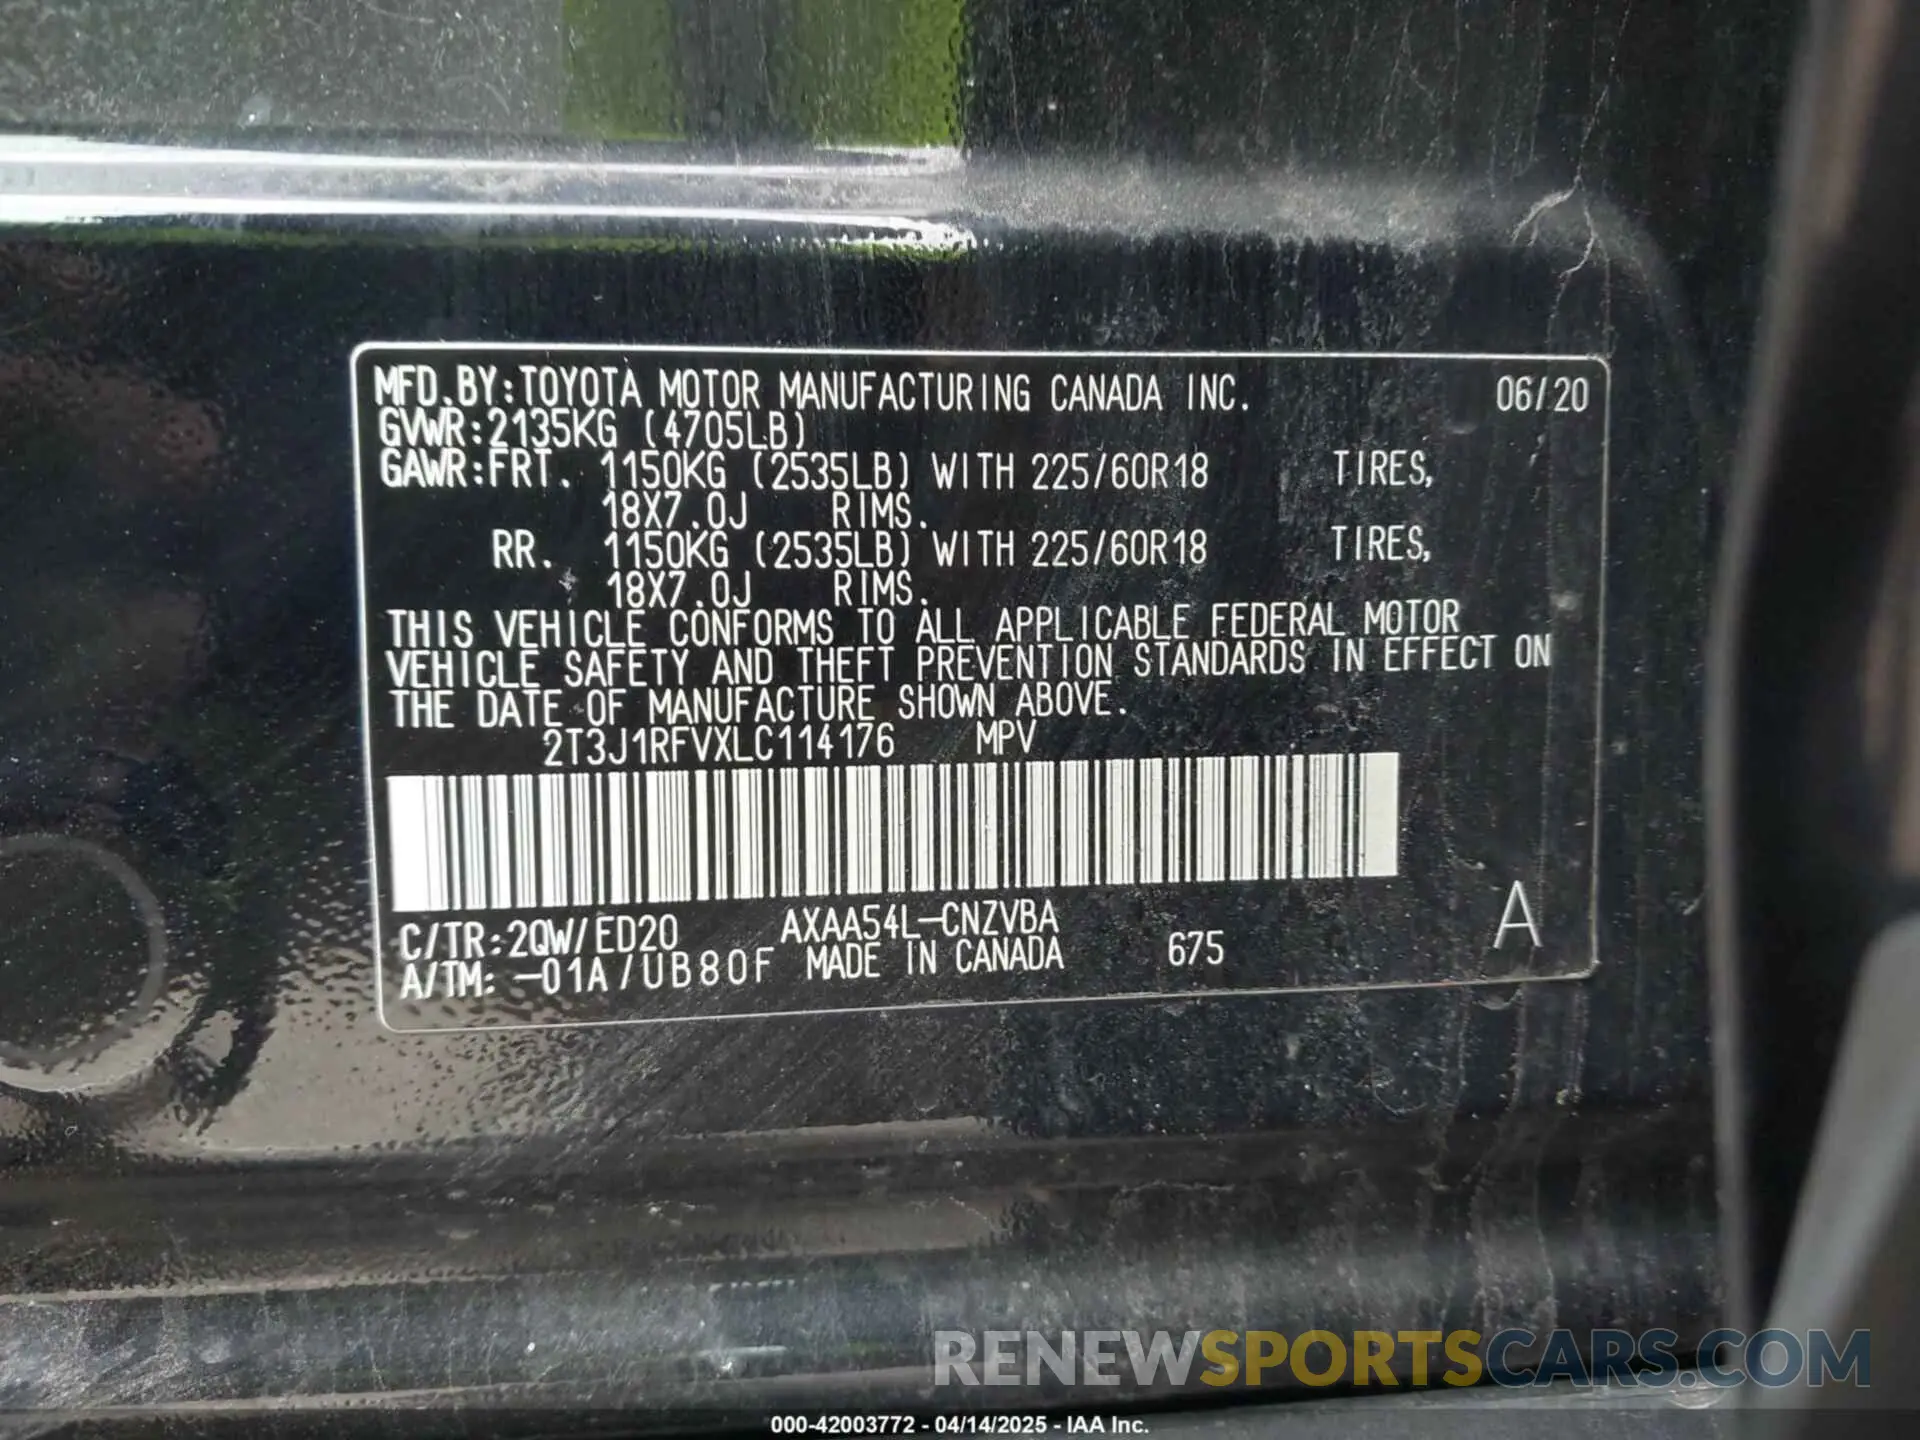 MFD.BY:TOYOTA MOTOR MANUFACTURING CANADA INC. 06/20
GVWR:2135KG (4705LB)
GAWR:FRT. 1150KG (2535LB) WITH 225/60R18 TIRES,
18X7.0J RIMS.
RR. 1150KG (2535LB) WITH 225/60R18 TIRES,
18X7.0J RIMS.
THIS VEHICLE CONFORMS TO ALL APPLICABLE FEDERAL MOTOR
VEHICLE SAFETY AND THEFT PREVENTION STANDARDS IN EFFECT ON
THE DATE OF MANUFACTURE SHOWN ABOVE.
2T3J1RFVXLC114176 MPV
C/TR:2QW/ED20 AXAA54L-CNZVBA
A/TM: -01A/UB80F MADE IN CANADA 675 A
RENEWSPORTSCARS.COM
000-42003772 - 04/14/2025 - IAA Inc.